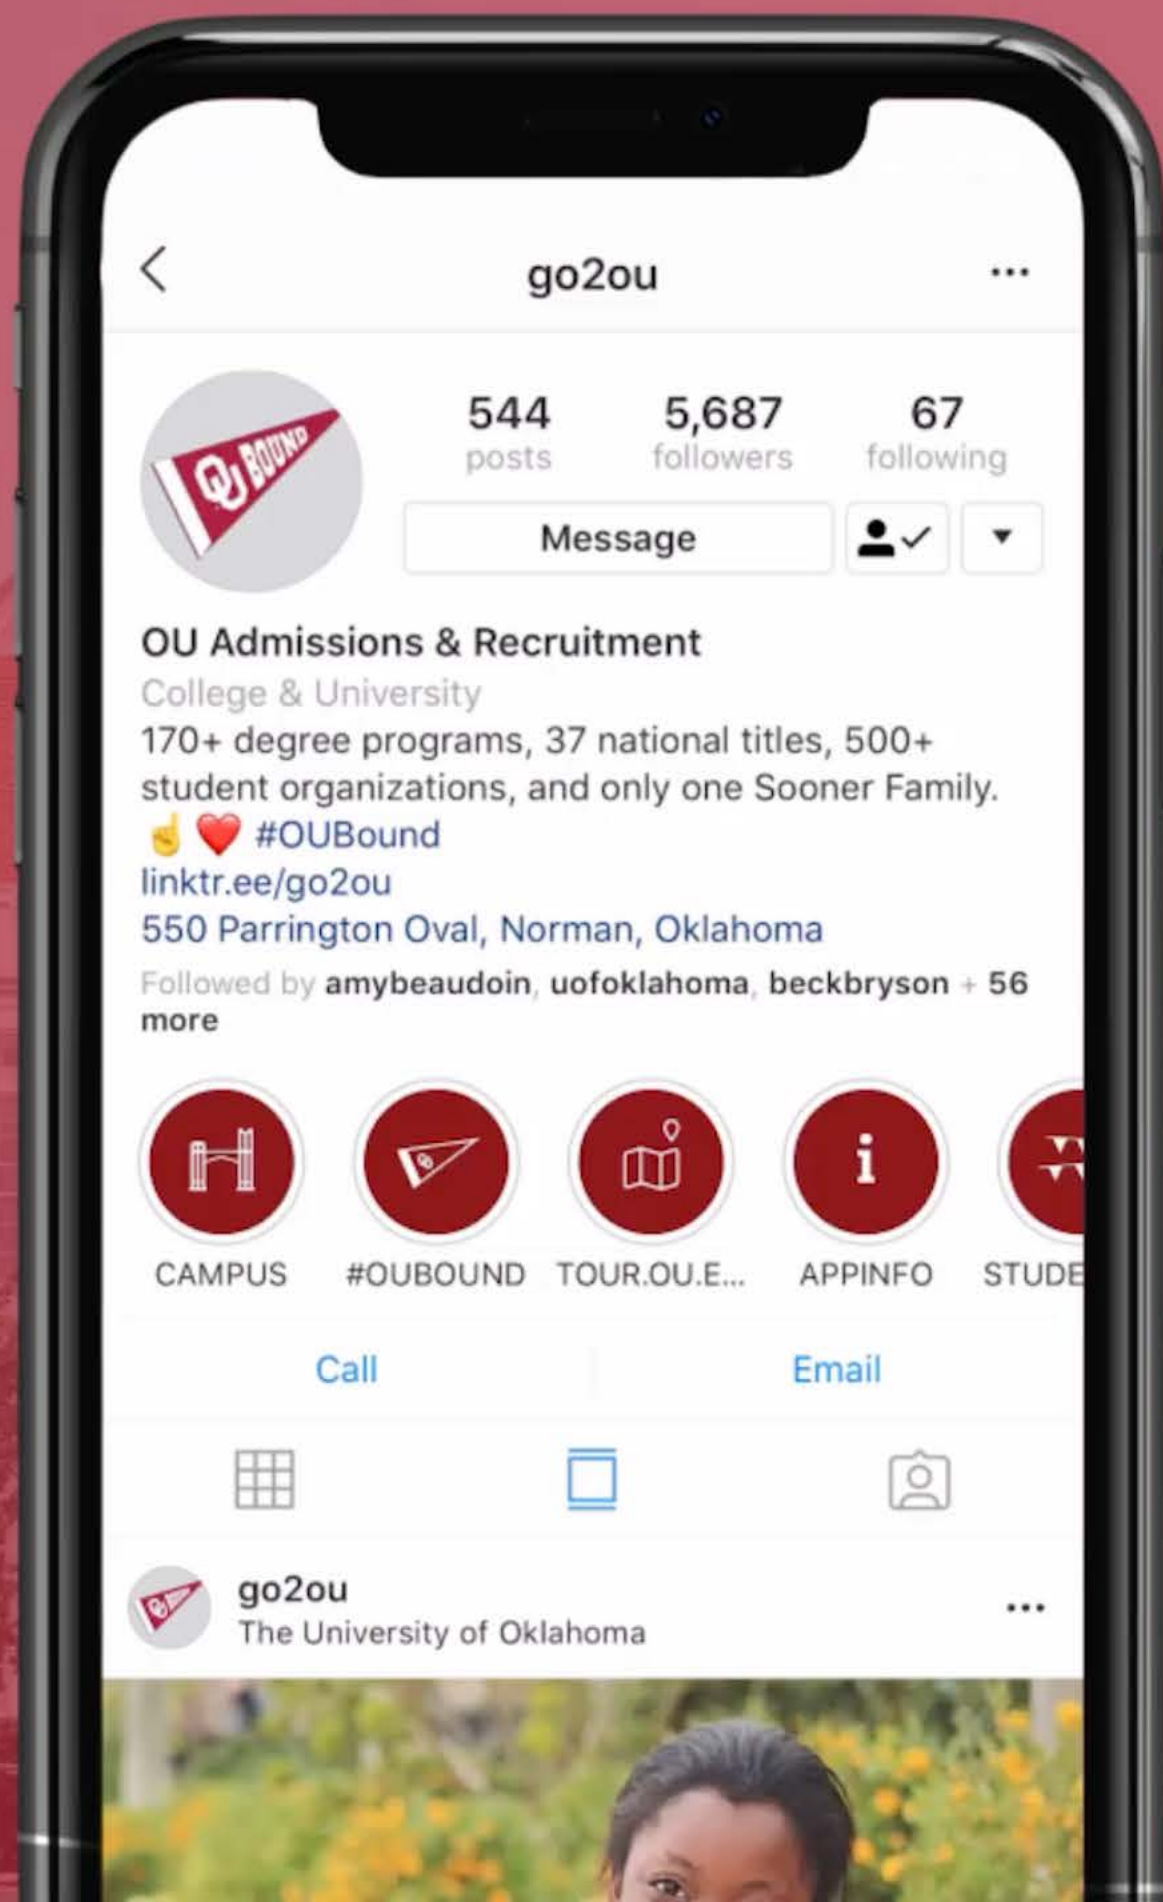 go2ou
544 5,687 67
posts followers following
OU BOUND
Message
OU Admissions & Recruitment
College & University
170+ degree programs, 37 national titles, 500+
student organizations, and only one Sooner Family.
☝️❤️ #OUBound
linktr.ee/go2ou
550 Parrington Oval, Norman, Oklahoma
Followed by amybeaudoin, uofoklahoma, beckbryson + 56
more
CAMPUS #OUBOUND TOUR.OU.E... APPINFO STUDE
Call Email
go2ou
The University of Oklahoma